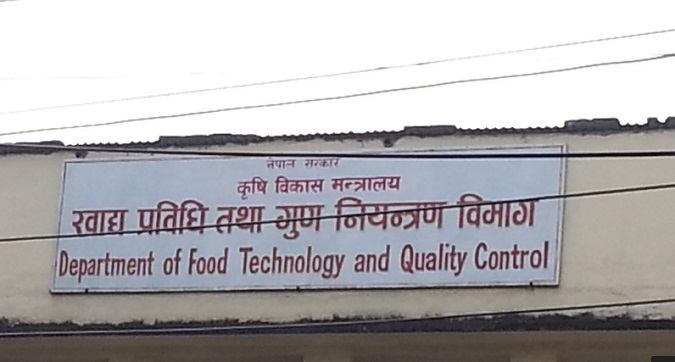 नेपाल सरकार
कृषि विकास मन्त्रालय
खाद्य प्रविधि तथा गुण नियन्त्रण विभाग
Department of Food Technology and Quality Control